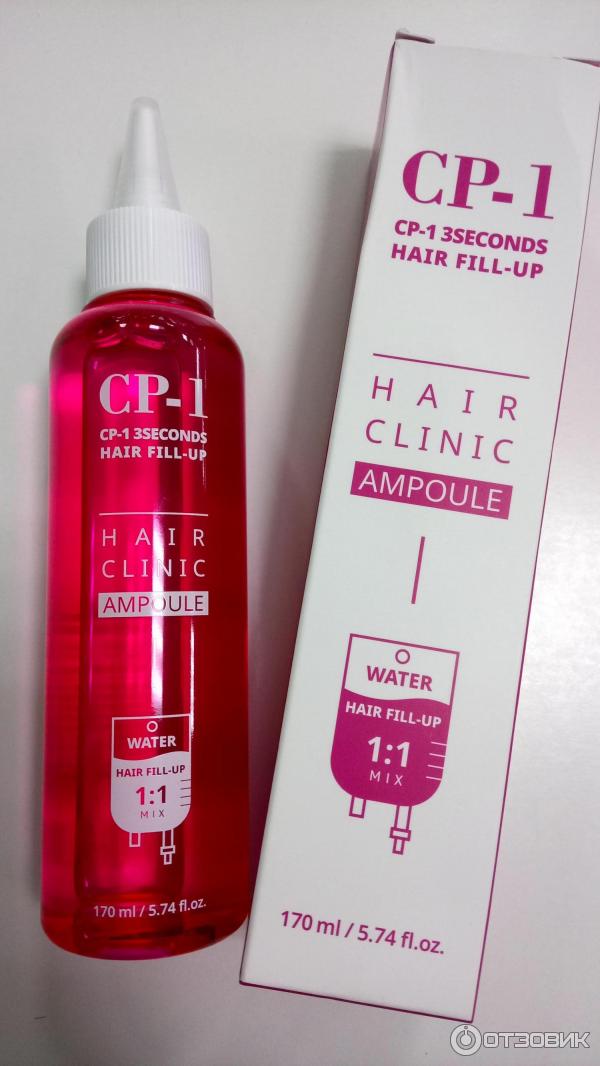 CP-1
CP-1 3SECONDS
HAIR FILL-UP
HAIR
CLINIC
AMPOULE
WATER
HAIR FILL-UP
1:1
MIX
170 ml / 5.74 fl.oz.
CP-1
CP-1 3SECONDS
HAIR FILL-UP
HAIR
CLINIC
AMPOULE
WATER
HAIR FILL-UP
1:1
MIX
170 ml / 5.74 fl.oz.
ОТЗОВИК